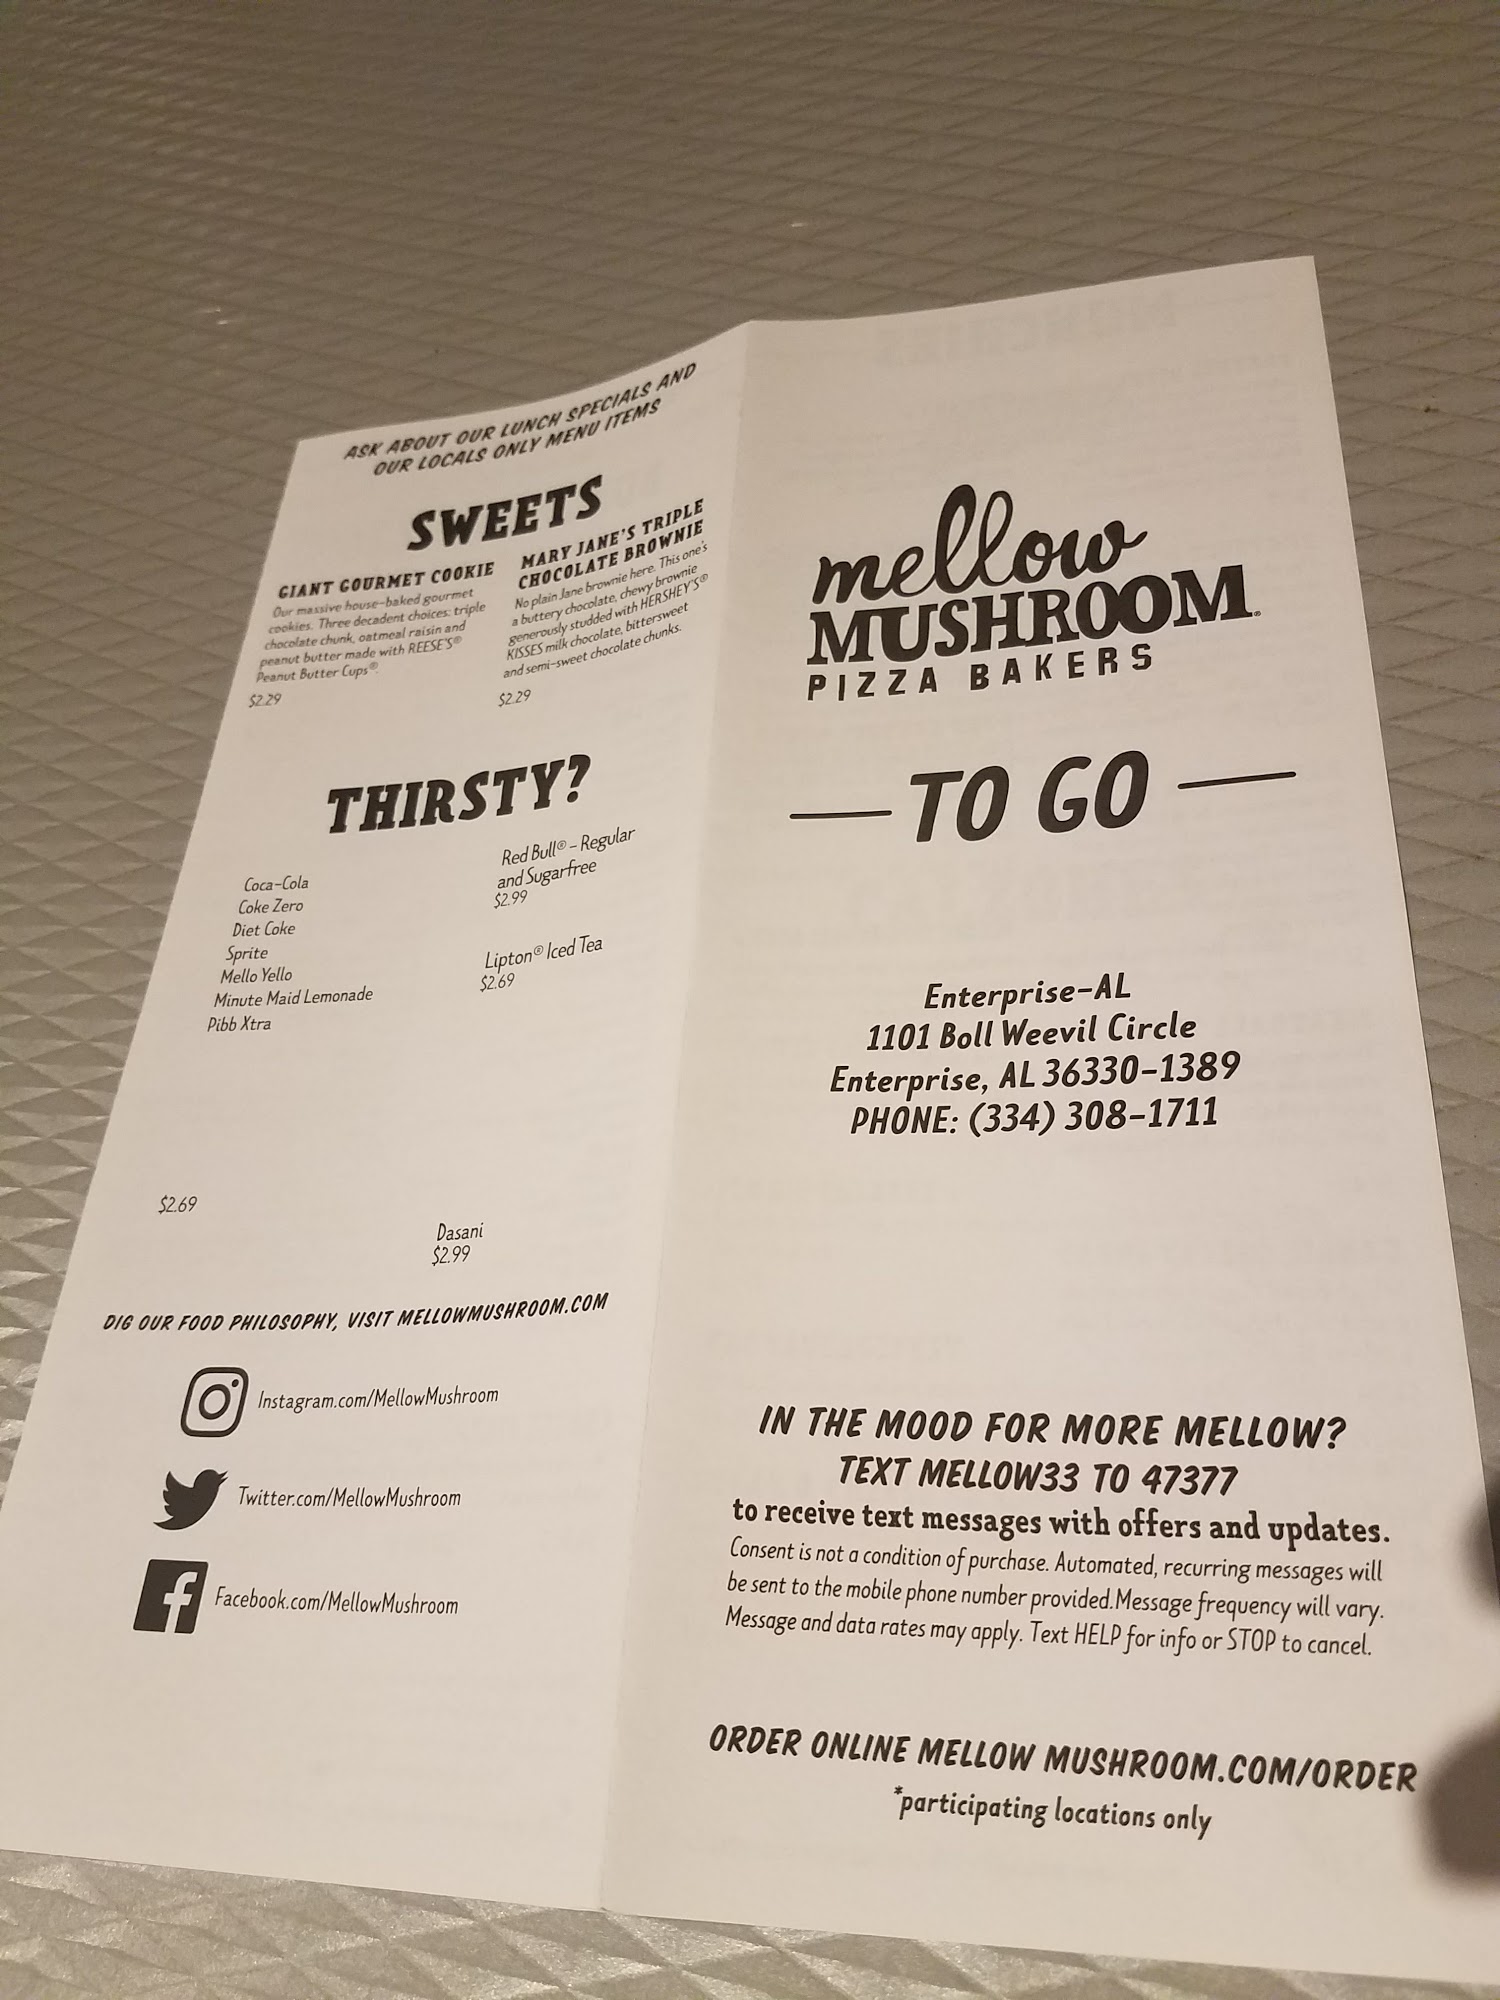 ASK ABOUT OUR LUNCH SPECIALS AND
OUR LOCALS ONLY MENU ITEMS
SWEETS
GIANT GOURMET COOKIE
Our massive house-baked gourmet
cookies. Three decadent choices: triple
chocolate chunk, oatmeal raisin and
peanut butter made with REESE'S®
Peanut Butter Cups®.
$2.29
MARY JANE'S TRIPLE
CHOCOLATE BROWNIE
No plain Jane brownie here. This one's
a buttery chocolate, chewy brownie
generously studded with HERSHEY'S®
KISSES milk chocolate, bittersweet
and semi-sweet chocolate chunks.
$2.29
THIRSTY?
Coca-Cola
Coke Zero
Diet Coke
Sprite
Mello Yello
Minute Maid Lemonade
Pibb Xtra
$2.69
Red Bull® - Regular
and Sugarfree
$2.99
Lipton® Iced Tea
$2.69
Dasani
$2.99
DIG OUR FOOD PHILOSOPHY, VISIT MELLOWMUSHROOM.COM
Instagram.com/MellowMushroom
Twitter.com/MellowMushroom
Facebook.com/MellowMushroom
mellow
MUSHROOM®
PIZZA BAKERS
TO GO
Enterprise-AL
1101 Boll Weevil Circle
Enterprise, AL 36330-1389
PHONE: (334) 308-1711
IN THE MOOD FOR MORE MELLOW?
TEXT MELLOW33 TO 47377
to receive text messages with offers and updates.
Consent is not a condition of purchase. Automated, recurring messages will
be sent to the mobile phone number provided.Message frequency will vary.
Message and data rates may apply. Text HELP for info or STOP to cancel.
ORDER ONLINE MELLOW MUSHROOM.COM/ORDER
*participating locations only